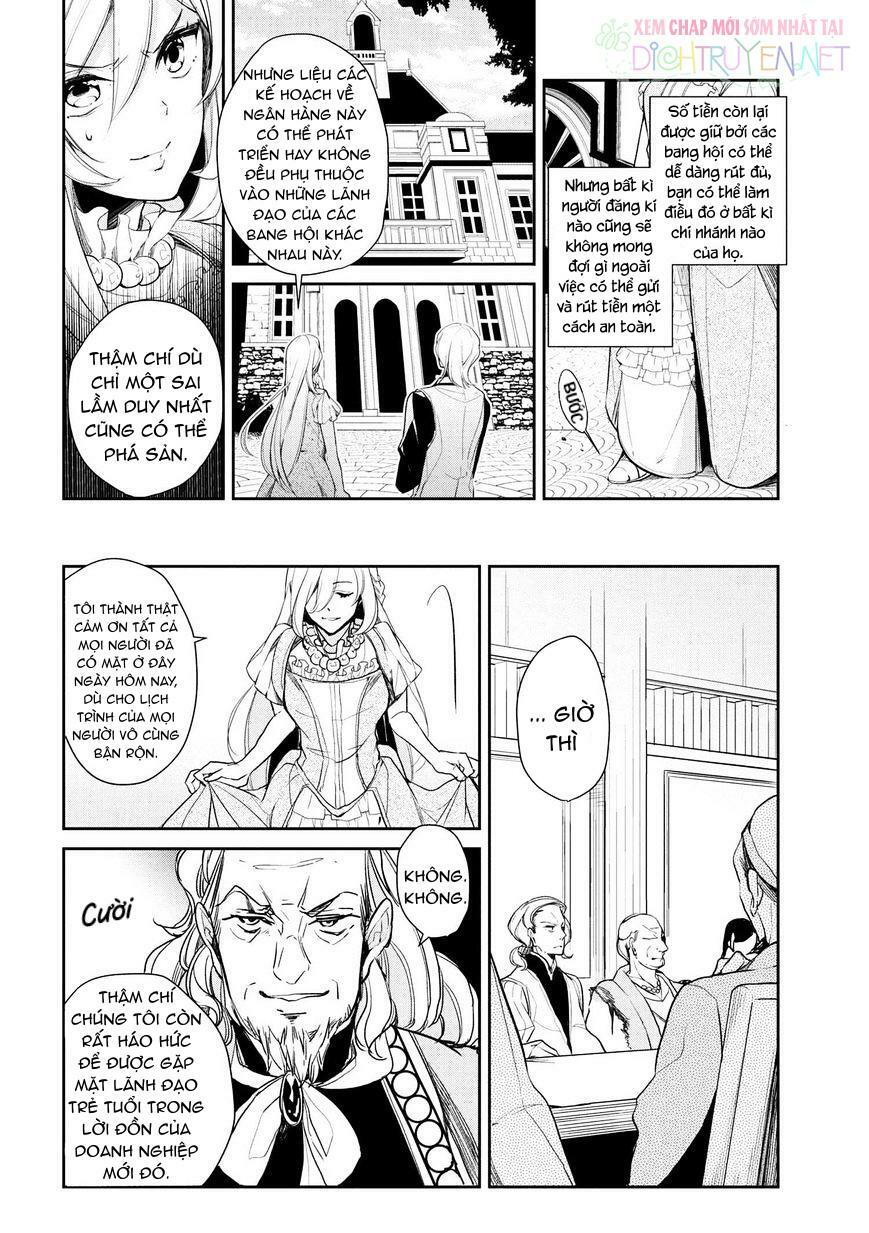 XEM CHAP MỚI SỚM NHẤT TẠI
DICHTRUYEN.NET
Số tiền còn lại
được giữ bởi các
bang hội có thể
dễ dàng rút đủ,
bạn có thể làm
điều đó ở bất kì
chi nhánh nào
của họ.
Nhưng bất kì
người đăng kí
nào cũng sẽ
không mong
đợi gì ngoài
việc có thể gửi
và rút tiền một
cách an toàn.
BƯỚC
NHƯNG LIỆU CÁC
KẾ HOẠCH VỀ
NGÂN HÀNG NÀY
CÓ THỂ PHÁT
TRIỂN HAY KHÔNG
ĐỀU PHỤ THUỘC
VÀO NHỮNG LÃNH
ĐẠO CỦA CÁC
BANG HỘI KHÁC
NHAU NÀY.
THẬM CHÍ DÙ
CHỈ MỘT SAI
LẦM DUY NHẤT
CŨNG CÓ THỂ
PHÁ SẢN.
... GIỜ
THÌ
TÔI THÀNH THẬT
CẢM ƠN TẤT CẢ
MỌI NGƯỜI ĐÃ
CÓ MẶT Ở ĐÂY
NGÀY HÔM NAY,
DÙ CHO LỊCH
TRÌNH CỦA MỌI
NGƯỜI VÔ CÙNG
BẬN RỘN.
KHÔNG,
KHÔNG.
Cười
THẬM CHÍ
CHÚNG TÔI CÒN
RẤT HÁO HỨC
ĐỂ ĐƯỢC GẶP
MẶT LÃNH ĐẠO
TRẺ TUỔI TRONG
LỜI ĐỒN CỦA
DOANH NGHIỆP
MỚI ĐÓ.